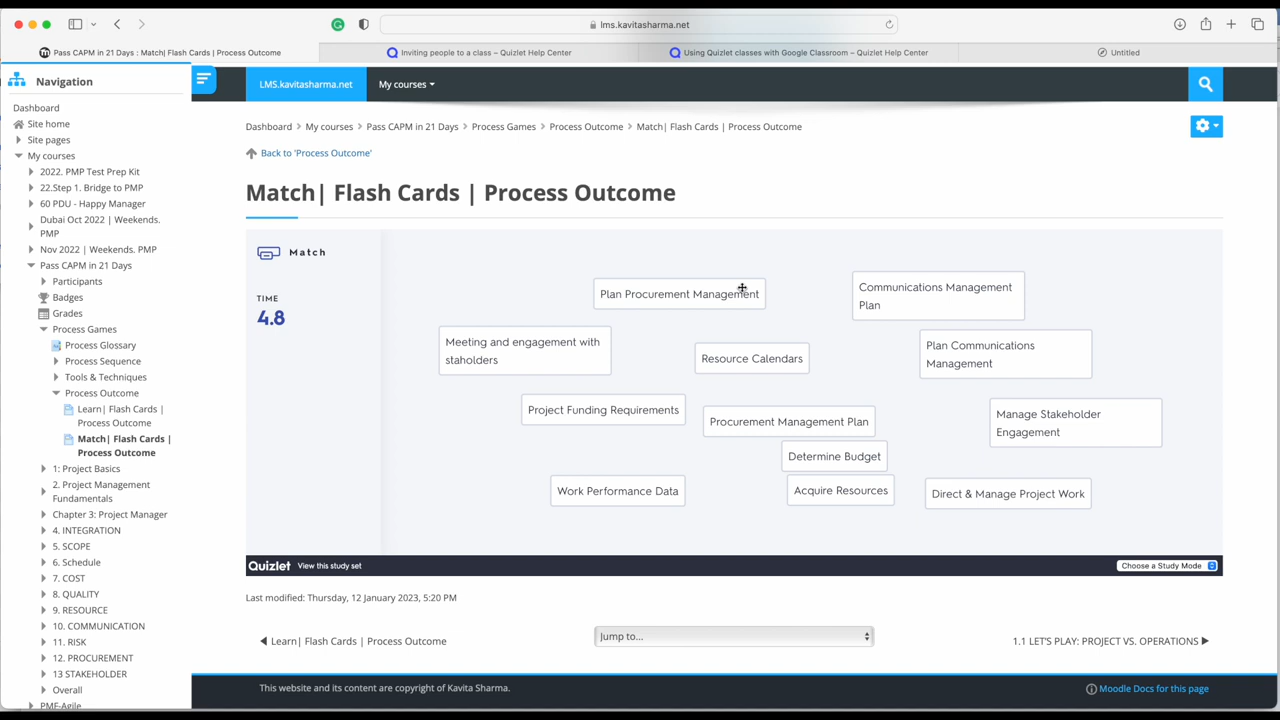 lms.kavitasharma.net
Pass CAPM in 21 Days : Match| Flash Cards | Process Outcome
Inviting people to a class – Quizlet Help Center
Using Quizlet classes with Google Classroom – Quizlet Help Center
Untitled
Navigation
Dashboard
Site home
Site pages
My courses
2022. PMP Test Prep Kit
22.Step 1. Bridge to PMP
60 PDU - Happy Manager
Dubai Oct 2022 | Weekends.
PMP
Nov 2022 | Weekends. PMP
Pass CAPM in 21 Days
Participants
Badges
Grades
Process Games
Process Glossary
Process Sequence
Tools & Techniques
Process Outcome
Learn| Flash Cards |
Process Outcome
Match| Flash Cards |
Process Outcome
1: Project Basics
2. Project Management
Fundamentals
Chapter 3: Project Manager
4. INTEGRATION
5. SCOPE
6. Schedule
7. COST
8. QUALITY
9. RESOURCE
10. COMMUNICATION
11. RISK
12. PROCUREMENT
13 STAKEHOLDER
Overall
PMF-Agile
LMS.kavitasharma.net
My courses
Dashboard > My courses > Pass CAPM in 21 Days > Process Games > Process Outcome > Match| Flash Cards | Process Outcome
Back to 'Process Outcome'
Match| Flash Cards | Process Outcome
Match
TIME
4.8
Plan Procurement Management
Communications Management
Plan
Meeting and engagement with
staholders
Resource Calendars
Plan Communications
Management
Project Funding Requirements
Procurement Management Plan
Manage Stakeholder
Engagement
Determine Budget
Work Performance Data
Acquire Resources
Direct & Manage Project Work
Quizlet View this study set
Choose a Study Mode
Last modified: Thursday, 12 January 2023, 5:20 PM
Learn| Flash Cards | Process Outcome
Jump to...
1.1 LET'S PLAY: PROJECT VS. OPERATIONS
This website and its content are copyright of Kavita Sharma.
Moodle Docs for this page